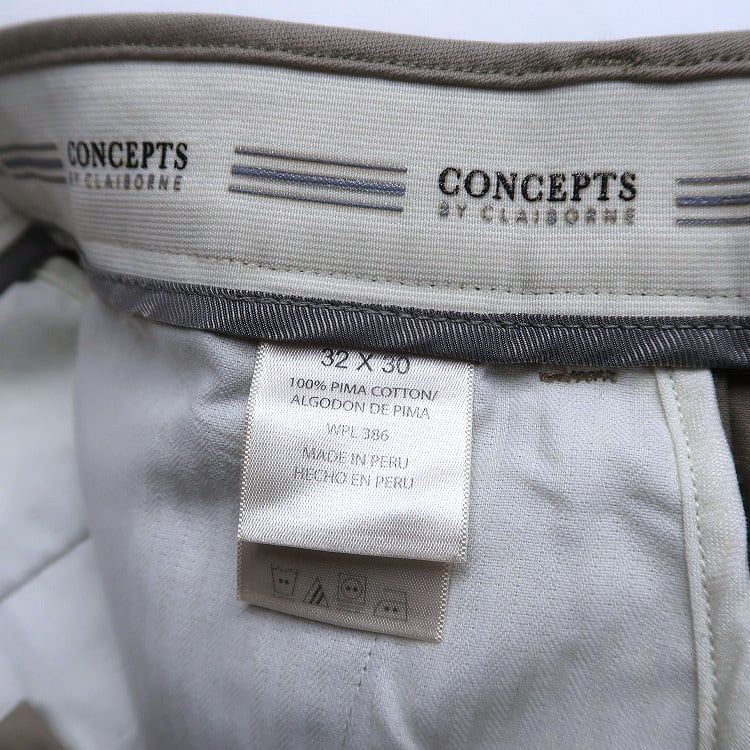 CONCEPTS
BY CLAIBORNE
CONCEPTS
BY CLAIBORNE
32 X 30
100% PIMA COTTON/
ALGODON DE PIMA
WPL 386
MADE IN PERU
HECHO EN PERU